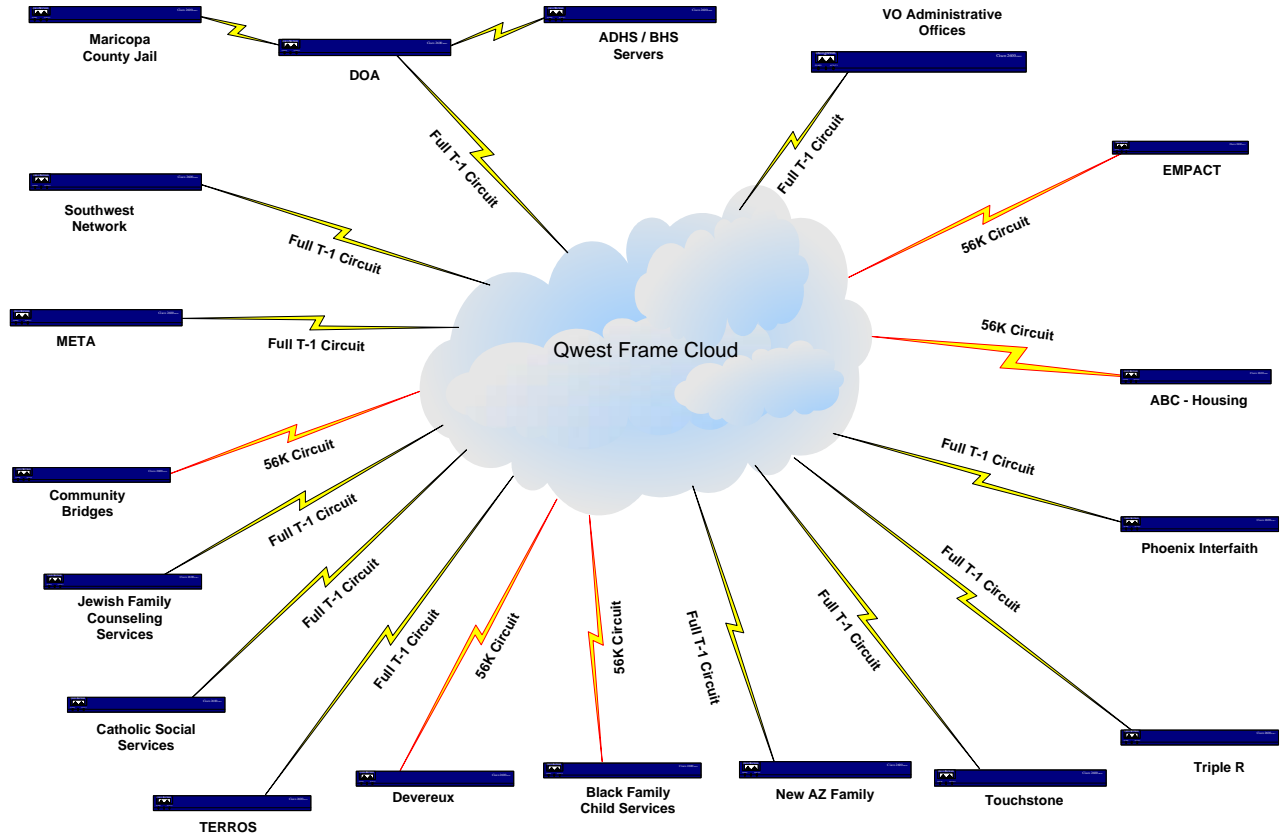 VO Administrative
Offices
Maricopa
County Jail
ADHS / BHS
Servers
DOA
Full T-1 Circuit
Full T-1 Circuit
EMPACT
Southwest
Network
Full T-1 Circuit
56K Circuit
META
Full T-1 Circuit
Qwest Frame Cloud
56K Circuit
ABC - Housing
56K Circuit
Community
Bridges
Full T-1 Circuit
Phoenix Interfaith
Full T-1 Circuit
Jewish Family
Counseling
Services
Full T-1 Circuit
Full T-1 Circuit
56K Circuit
56K Circuit
Full T-1 Circuit
Full T-1 Circuit
Full T-1 Circuit
Catholic Social
Services
Triple R
TERROS
Devereux
Black Family
Child Services
New AZ Family
Touchstone